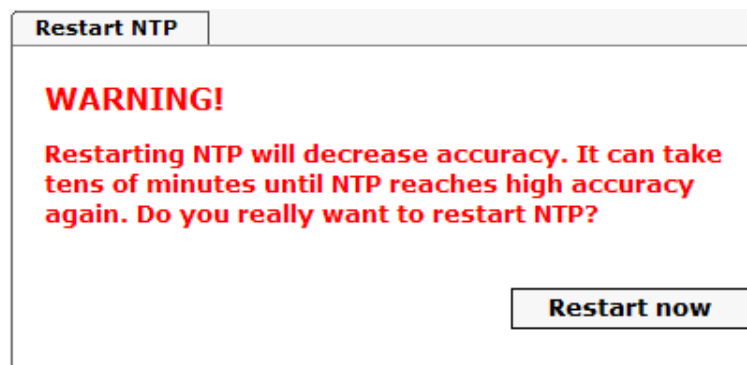 Restart NTP
WARNING!
Restarting NTP will decrease accuracy. It can take
tens of minutes until NTP reaches high accuracy
again. Do you really want to restart NTP?
Restart now